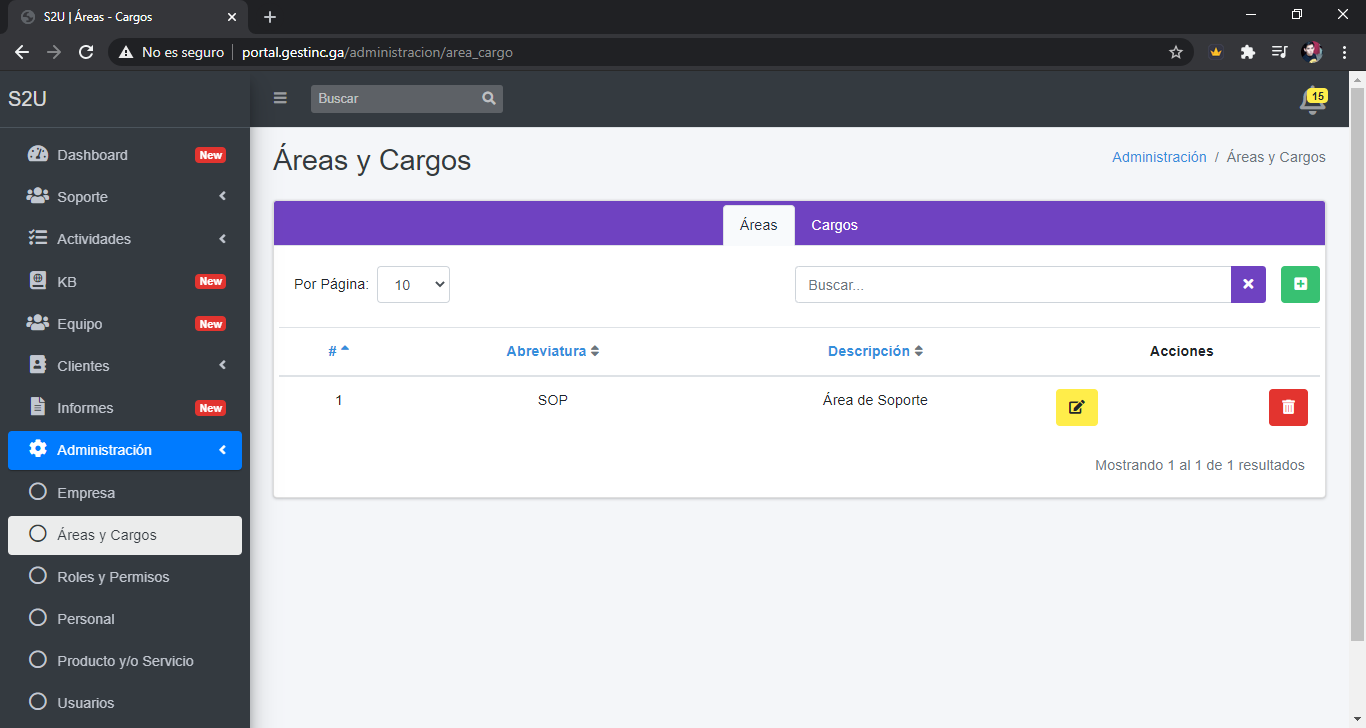 S2U | Áreas - Cargos
No es seguro
portal.gestinc.ga/administracion/area_cargo
S2U
Buscar
15
Dashboard New
Soporte
Actividades
KB New
Equipo New
Clientes
Informes New
Administración
Empresa
Áreas y Cargos
Roles y Permisos
Personal
Producto y/o Servicio
Usuarios
Áreas y Cargos
Administración / Áreas y Cargos
Áreas Cargos
Por Página: 10
Buscar...
# Abreviatura Descripción Acciones
1 SOP Área de Soporte
Mostrando 1 al 1 de 1 resultados